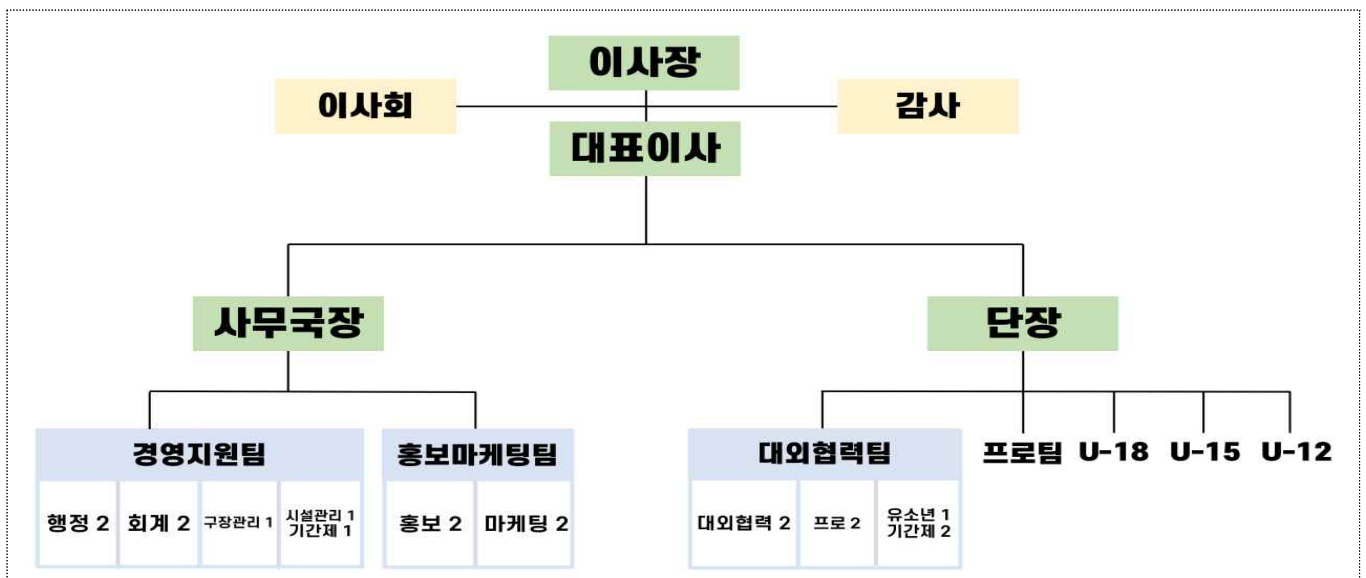 이사장
이사회
감사
대표이사
사무국장
단장
경영지원팀
홍보마케팅팀
대외협력팀
프로팀 U-18 U-15 U-12
행정 2
회계 2
구장관리 1
시설관리 1
기간제 1
홍보 2
마케팅 2
대외협력 2
프로 2
유소년 1
기간제 2